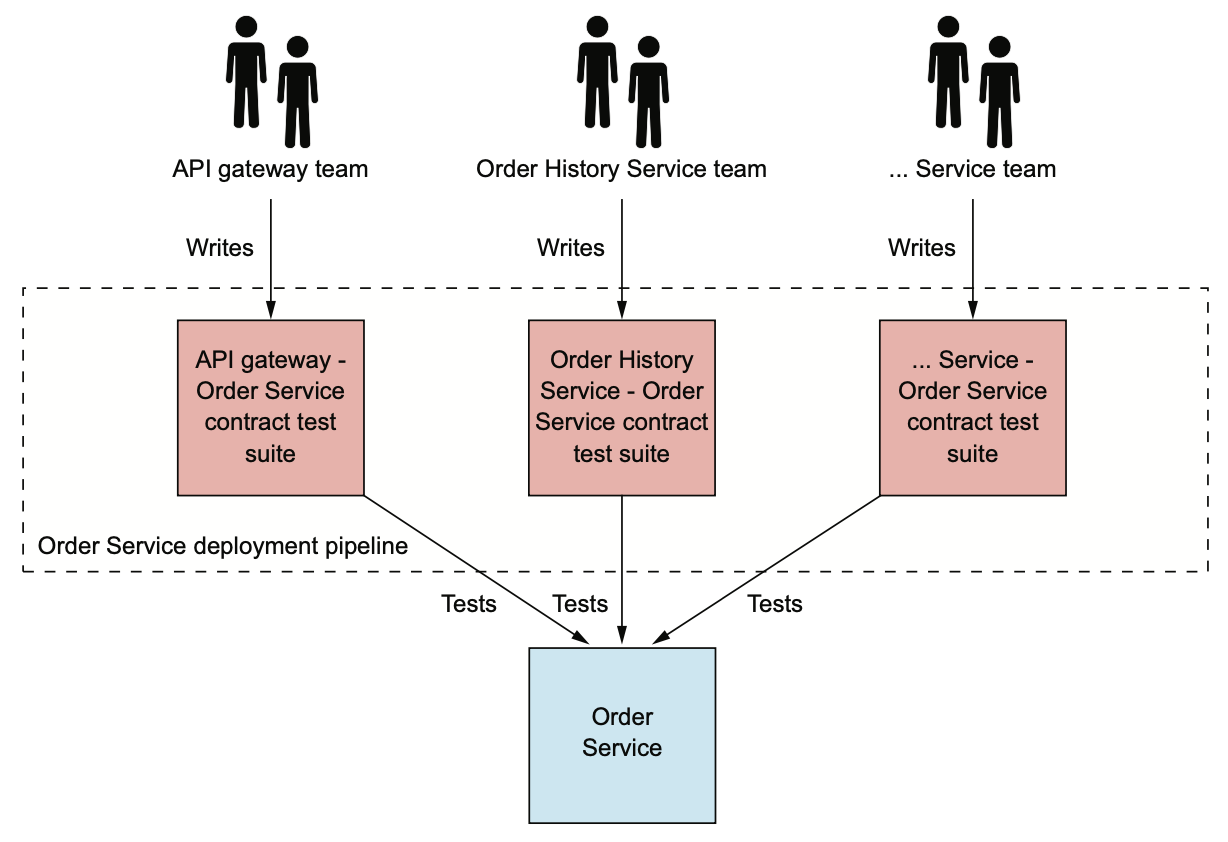 API gateway team
Order History Service team
... Service team
Writes
Writes
Writes
API gateway -
Order Service
contract test
suite
Order History
Service - Order
Service contract
test suite
... Service -
Order Service
contract test
suite
Order Service deployment pipeline
Tests
Tests
Tests
Order
Service